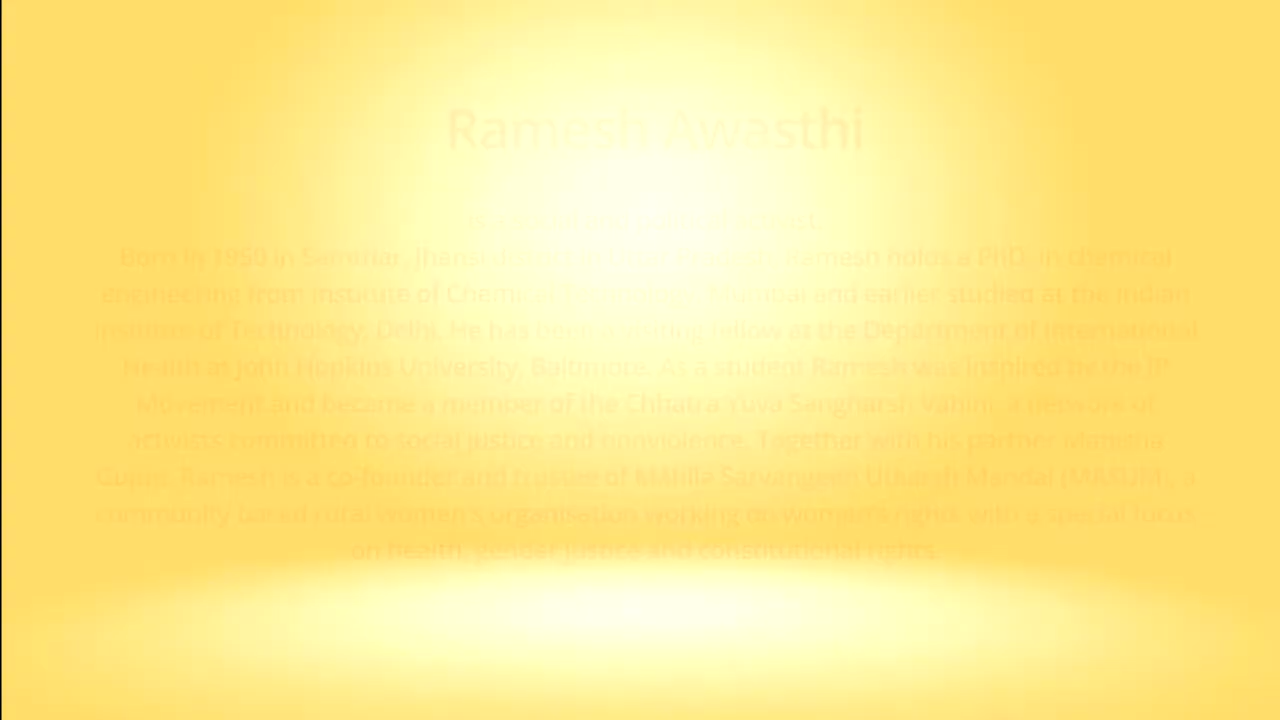 Ramesh Awasthi
Born in 1950 in Jhansi Ramesh holds a PhD. in chemical
engineering from Institute of Chemical Mumbai and earlier studied at the Indian
Institute of Technology, Delhi. He has been a visiting fellow at the Department of International
Health at John Hopkins University, Baltimore. As a student Ramesh was inspired by the JP
Movement and became a member of the Chhatra Yuva Sangharsh Vahini, a network of
activists committed to social justice and nonviolence. Together with his partner Manisha
Gupte, Ramesh is a co-founder and trustee of Sarvangeen Utkarsh Mandal (MASUM), a
community based rural women's organisation working on women's rights with a special focus
on health, gender justice and constitutional rights.